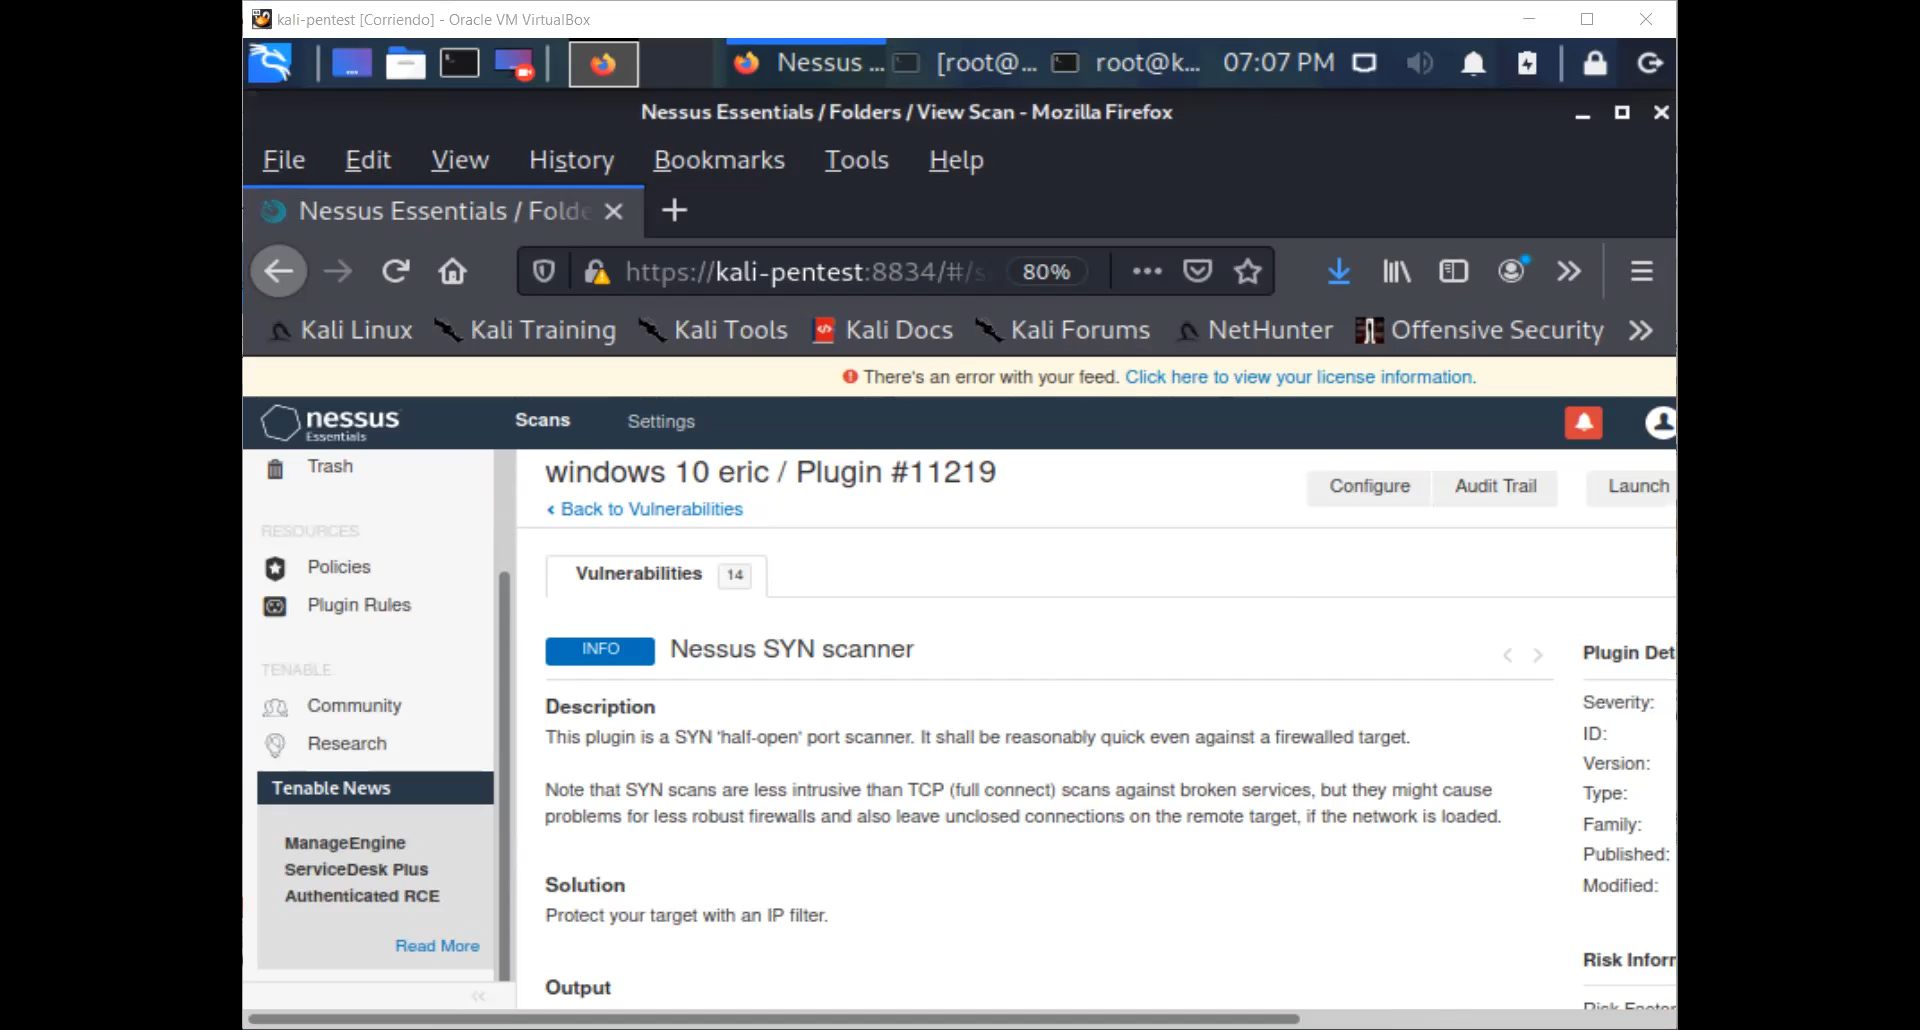 kali-pentest [Corriendo] - Oracle VM VirtualBox
Nessus ... [root@... root@k... 07:07 PM
Nessus Essentials / Folders / View Scan - Mozilla Firefox
File Edit View History Bookmarks Tools Help
Nessus Essentials / Folde
https://kali-pentest:8834/#/s 80%
Kali Linux Kali Training Kali Tools Kali Docs Kali Forums NetHunter Offensive Security
There's an error with your feed. Click here to view your license information.
nessus Essentials
Scans Settings
Trash
RESOURCES
Policies
Plugin Rules
TENABLE
Community
Research
Tenable News
ManageEngine
ServiceDesk Plus
Authenticated RCE
Read More
windows 10 eric / Plugin #11219
Configure Audit Trail Launch
< Back to Vulnerabilities
Vulnerabilities 14
INFO Nessus SYN scanner
Description
This plugin is a SYN 'half-open' port scanner. It shall be reasonably quick even against a firewalled target.
Note that SYN scans are less intrusive than TCP (full connect) scans against broken services, but they might cause
problems for less robust firewalls and also leave unclosed connections on the remote target, if the network is loaded.
Solution
Protect your target with an IP filter.
Output
Plugin Det
Severity:
ID:
Version:
Type:
Family:
Published:
Modified:
Risk Inforr